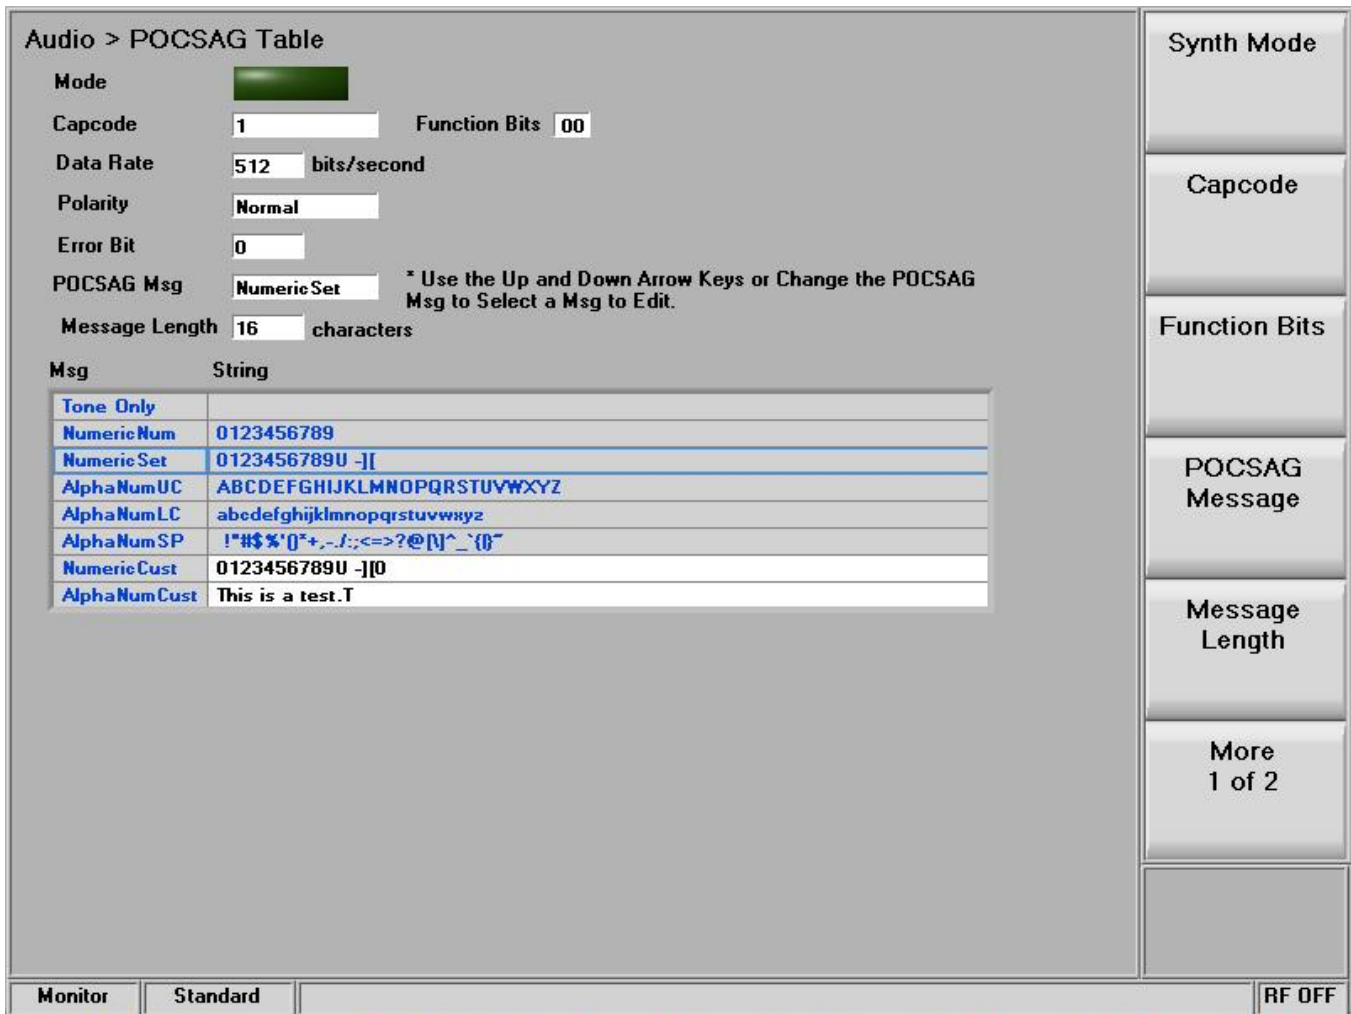 Audio > POCSAG Table
Mode
Capcode 1 Function Bits 00
Data Rate 512 bits/second
Polarity Normal
Error Bit 0
POCSAG Msg NumericSet * Use the Up and Down Arrow Keys or Change the POCSAG
Msg to Select a Msg to Edit.
Message Length 16 characters
Msg String
Tone Only
NumericNum 0123456789
NumericSet 0123456789U -][
AlphaNumUC ABCDEFGHIJKLMNOPQRSTUVWXYZ
AlphaNumLC abcdefghijklmnopqrstuvwxyz
AlphaNumSP !"#$%'()*+,-./:;<=>?@[\]^_`{|}~
NumericCust 0123456789U -][0
AlphaNumCust This is a test.T
Synth Mode
Capcode
Function Bits
POCSAG
Message
Message
Length
More
1 of 2
Monitor Standard RF OFF